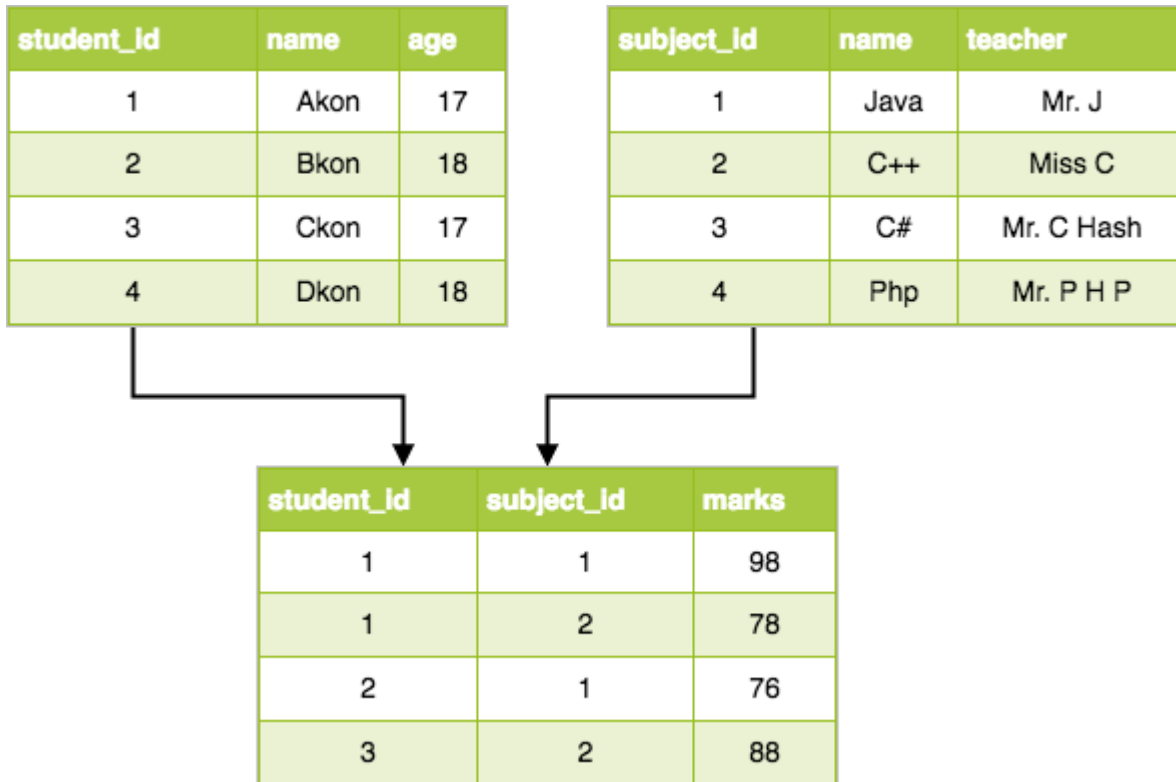 student_id name age
1 Akon 17
2 Bkon 18
3 Ckon 17
4 Dkon 18
subject_id name teacher
1 Java Mr. J
2 C++ Miss C
3 C# Mr. C Hash
4 Php Mr. P H P
student_id subject_id marks
1 1 98
1 2 78
2 1 76
3 2 88